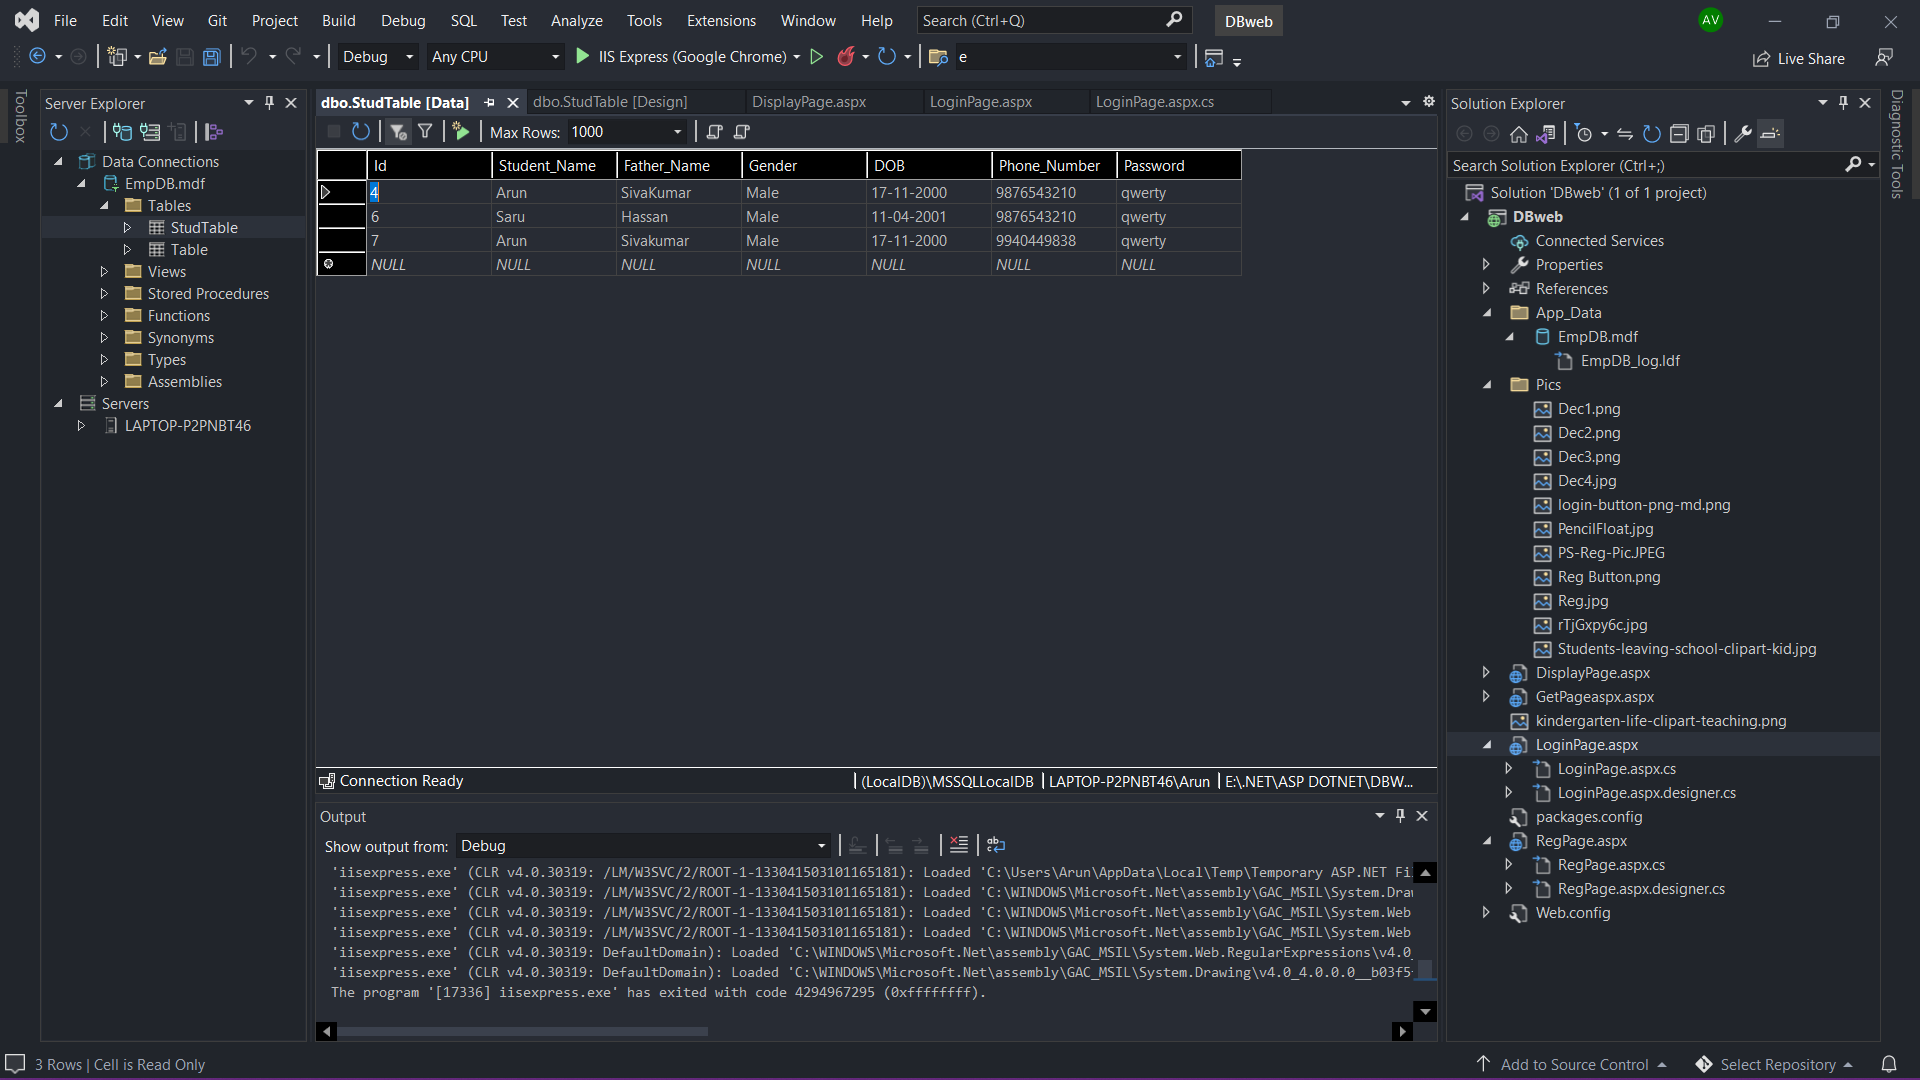 File Edit View Git Project Build Debug SQL Test Analyze Tools Extensions Window Help Search (Ctrl+Q) DBweb AV
Debug Any CPU IIS Express (Google Chrome) e Live Share
Toolbox
Server Explorer
Data Connections
EmpDB.mdf
Tables
StudTable
Table
Views
Stored Procedures
Functions
Synonyms
Types
Assemblies
Servers
LAPTOP-P2PNBT46
dbo.StudTable [Data] dbo.StudTable [Design] DisplayPage.aspx LoginPage.aspx LoginPage.aspx.cs
Max Rows: 1000
Id Student_Name Father_Name Gender DOB Phone_Number Password
4 Arun SivaKumar Male 17-11-2000 9876543210 qwerty
6 Saru Hassan Male 11-04-2001 9876543210 qwerty
7 Arun Sivakumar Male 17-11-2000 9940449838 qwerty
NULL NULL NULL NULL NULL NULL NULL
Connection Ready (LocalDB)\MSSQLLocalDB LAPTOP-P2PNBT46\Arun E:\.NET\ASP DOTNET\DBW...
Output
Show output from: Debug
'iisexpress.exe' (CLR v4.0.30319: /LM/W3SVC/2/ROOT-1-133041503101165181): Loaded 'C:\Users\Arun\AppData\Local\Temp\Temporary ASP.NET Fi
'iisexpress.exe' (CLR v4.0.30319: /LM/W3SVC/2/ROOT-1-133041503101165181): Loaded 'C:\WINDOWS\Microsoft.Net\assembly\GAC_MSIL\System.Dra
'iisexpress.exe' (CLR v4.0.30319: /LM/W3SVC/2/ROOT-1-133041503101165181): Loaded 'C:\WINDOWS\Microsoft.Net\assembly\GAC_MSIL\System.Web
'iisexpress.exe' (CLR v4.0.30319: /LM/W3SVC/2/ROOT-1-133041503101165181): Loaded 'C:\WINDOWS\Microsoft.Net\assembly\GAC_MSIL\System.Web
'iisexpress.exe' (CLR v4.0.30319: DefaultDomain): Loaded 'C:\WINDOWS\Microsoft.Net\assembly\GAC_MSIL\System.Web.RegularExpressions\v4.0_
'iisexpress.exe' (CLR v4.0.30319: DefaultDomain): Loaded 'C:\WINDOWS\Microsoft.Net\assembly\GAC_MSIL\System.Drawing\v4.0_4.0.0.0__b03f5
The program '[17336] iisexpress.exe' has exited with code 4294967295 (0xffffffff).
Solution Explorer
Search Solution Explorer (Ctrl+;)
Solution 'DBweb' (1 of 1 project)
DBweb
Connected Services
Properties
References
App_Data
EmpDB.mdf
EmpDB_log.ldf
Pics
Dec1.png
Dec2.png
Dec3.png
Dec4.jpg
login-button-png-md.png
PencilFloat.jpg
PS-Reg-Pic.JPEG
Reg Button.png
Reg.jpg
rTjGxpy6c.jpg
Students-leaving-school-clipart-kid.jpg
DisplayPage.aspx
GetPageaspx.aspx
kindergarten-life-clipart-teaching.png
LoginPage.aspx
LoginPage.aspx.cs
LoginPage.aspx.designer.cs
packages.config
RegPage.aspx
RegPage.aspx.cs
RegPage.aspx.designer.cs
Web.config
Diagnostic Tools
3 Rows | Cell is Read Only Add to Source Control Select Repository